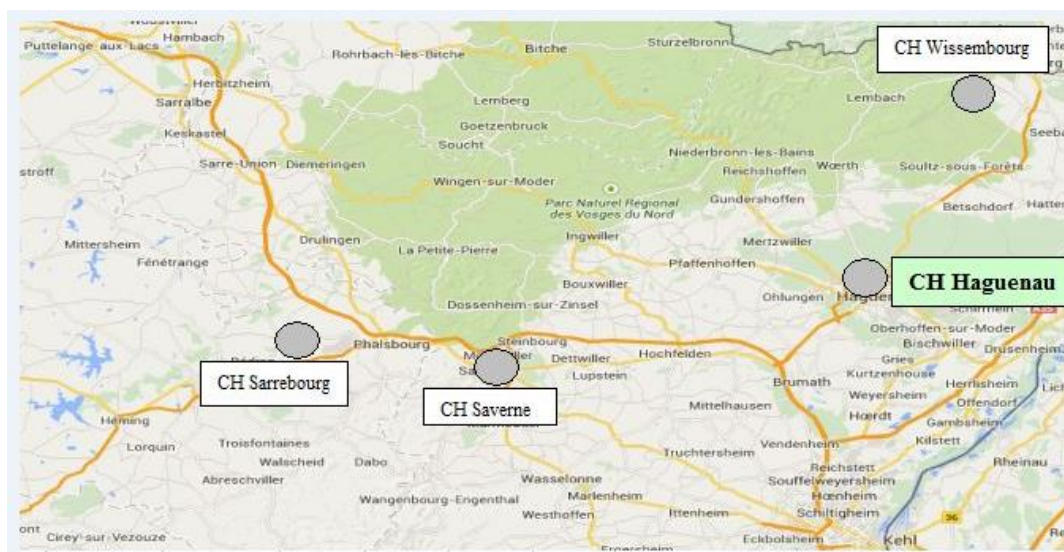 Hambach
Puttelange aux Lacs
Rohrbach-lès-Bitche
Bitche
Sturzelbronn
CH Wissembourg
Herbitzheim
Sarralbe
Lemberg
Lembach
Goetzenbruck
Keskastel
Soucht
Seeba
Niederbronn-les-Bains
Sarre-Union
Diemeringen
Wœrth
Soultz-sous-Forêts
Reichshoffen
Wingen-sur-Moder
Parc Naturel Régional
des Vosges du Nord
Gundershoffen
Betschdorf
Hatter
Drulingen
Ingwiller
Mertzwiller
Mittersheim
La Petite-Pierre
Fénétrange
Pfaffenhoffen
Bouxwiller
CH Haguenau
Ohlungen
Dossenheim-sur-Zinsel
Oberhoffen-sur-Moder
Phalsbourg
Steinbourg
Bischwiller
Drusenheim
Hochfelden
Dettwiller
Gries
Kurtzenhouse
Lupstein
CH Sarrebourg
Brumath
Herrlisheim
Weyersheim
Offendorf
CH Saverne
Mittelhausen
Hœrdt
Héming
Gambsheim
Troisfontaines
Vendenheim
Kilstett
Lorquin
Truchtersheim
Walscheid
Dabo
Rheinau
Reichstett
Abreschviller
Wasselonne
Souffelweyersheim
Wangenbourg-Engenthal
Marlenheim
Hœnheim
Westhoffen
Ittenheim
Schiltigheim
36
Cirey-sur-Vezouze
Eckbolsheim
Kehl